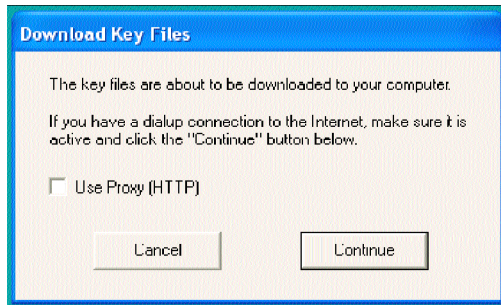 Download Key Files
The key files are about to be downloaded to your computer.
If you have a dialup connection to the Internet, make sure it is
active and click the "Continue" button below.
Use Proxy (HTTP)
Cancel
Continue